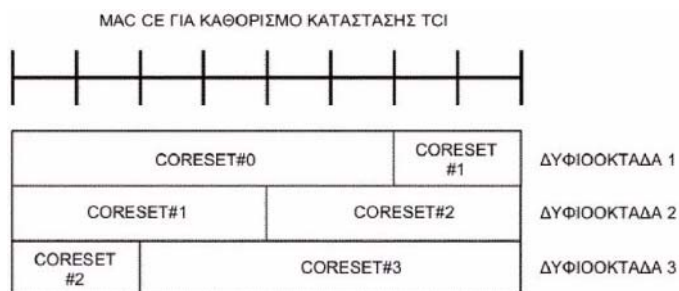 MAC CE ΓΙΑ ΚΑΘΟΡΙΣΜΟ ΚΑΤΑΣΤΑΣΗΣ TCI
CORESET#0
CORESET
#1
ΔΥΦΙΟΟΚΤΑΔΑ 1
CORESET#1
CORESET#2
ΔΥΦΙΟΟΚΤΑΔΑ 2
CORESET
#2
CORESET#3
ΔΥΦΙΟΟΚΤΑΔΑ 3